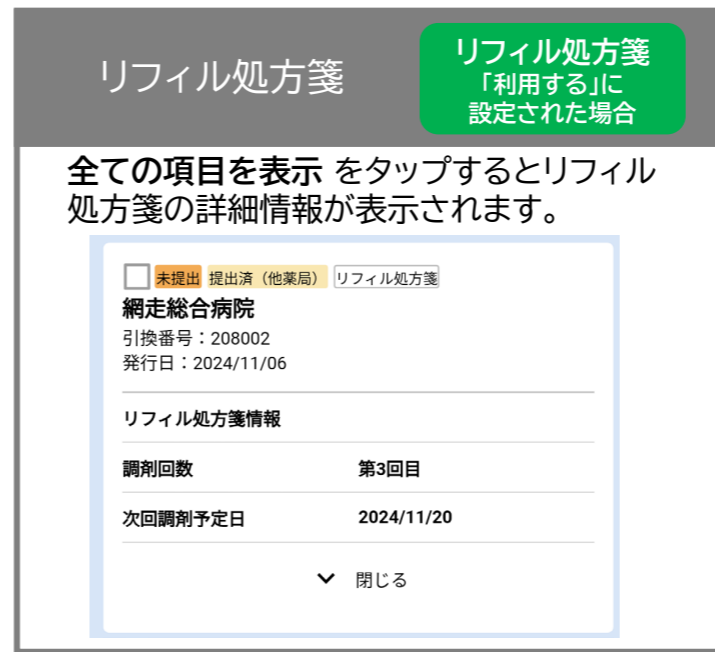 リフィル処方箋
リフィル処方箋
「利用する」に
設定された場合
全ての項目を表示 をタップするとリフィル
処方箋の詳細情報が表示されます。
未提出 提出済（他薬局） リフィル処方箋
網走総合病院
引換番号：208002
発行日：2024/11/06
リフィル処方箋情報
調剤回数 第3回目
次回調剤予定日 2024/11/20
閉じる